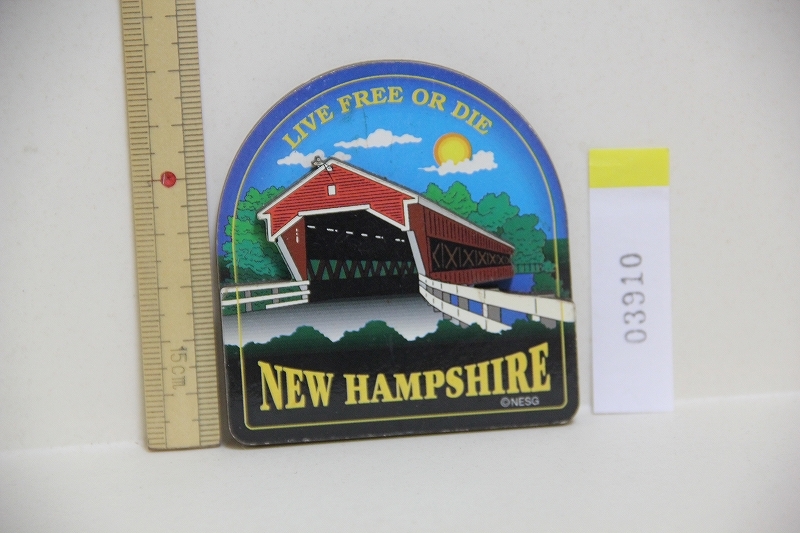 LIVE FREE OR DIE
NEW HAMPSHIRE
©NESG
15cm
03910